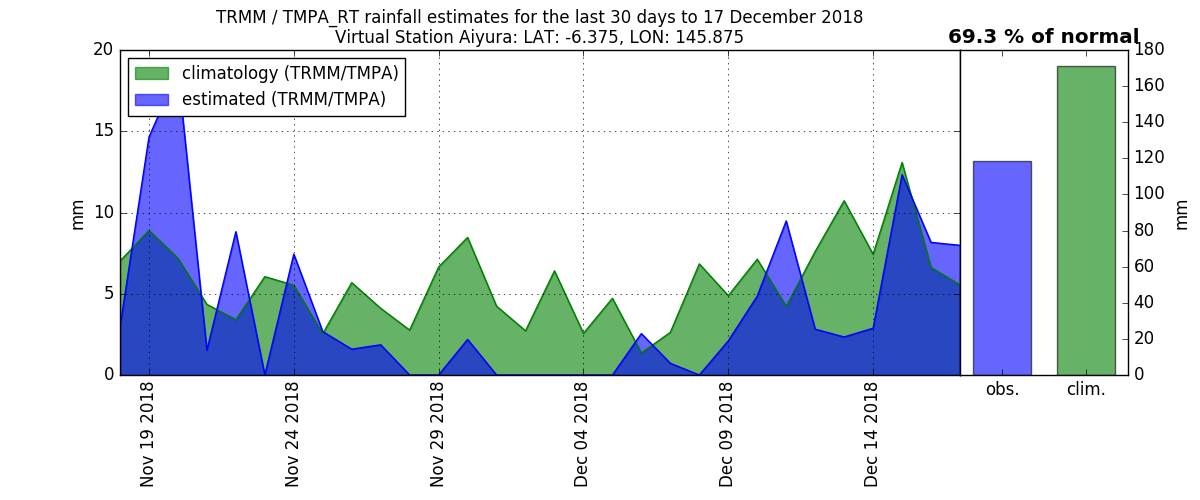 TRMM / TMPA_RT rainfall estimates for the last 30 days to 17 December 2018
Virtual Station Aiyura: LAT: -6.375, LON: 145.875
69.3 % of normal
climatology (TRMM/TMPA)
estimated (TRMM/TMPA)
20
15
10
5
0
mm
180
160
140
120
100
80
60
40
20
0
mm
obs.
clim.
Nov 19 2018
Nov 24 2018
Nov 29 2018
Dec 04 2018
Dec 09 2018
Dec 14 2018